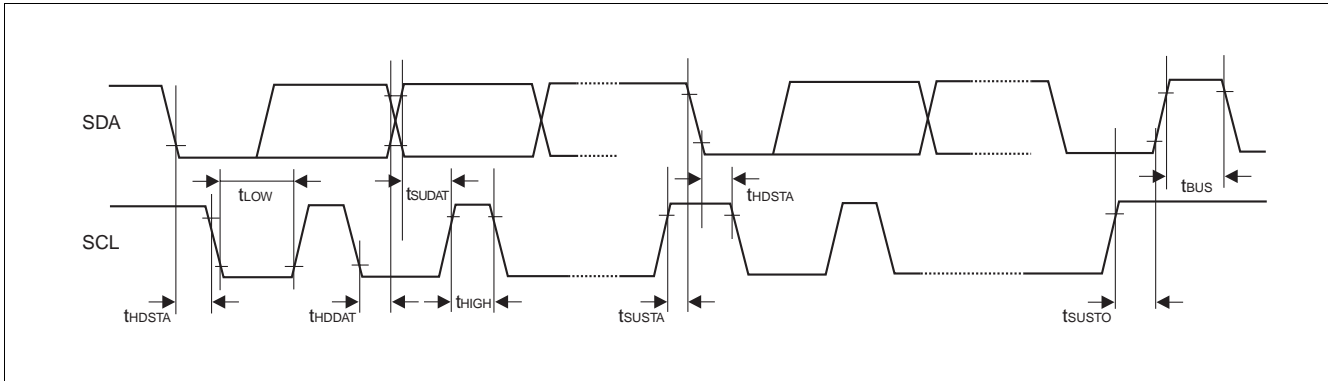 SDA
tLOW
tSUDAT
tHDSTA
tBUS
SCL
tHDSTA
tHDDAT
tHIGH
tSUSTA
tSUSTO